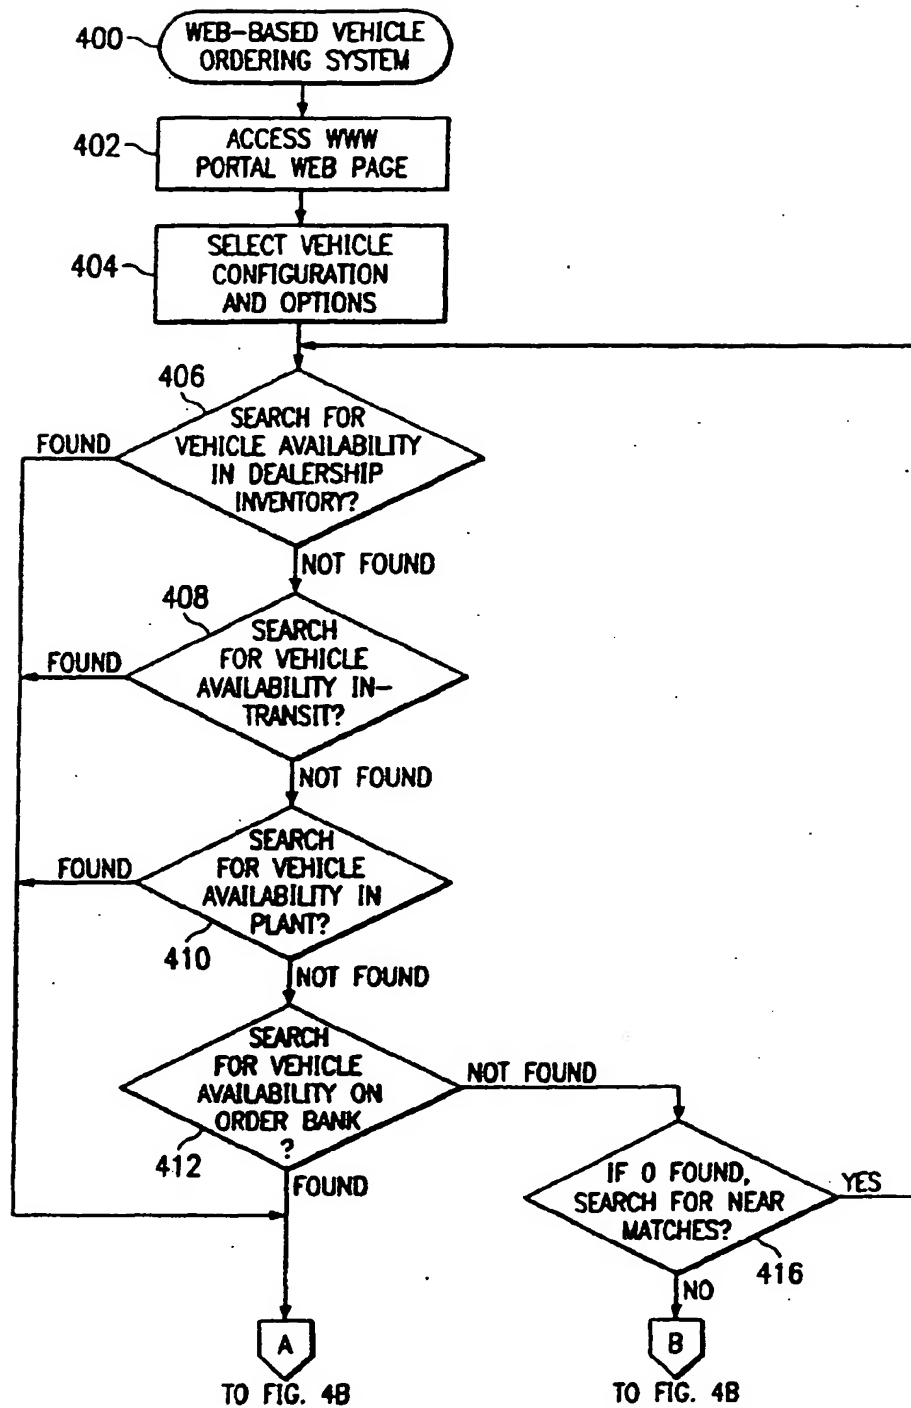 400
WEB-BASED VEHICLE
ORDERING SYSTEM
402
ACCESS WWW
PORTAL WEB PAGE
404
SELECT VEHICLE
CONFIGURATION
AND OPTIONS
406
SEARCH FOR
VEHICLE AVAILABILITY
IN DEALERSHIP
INVENTORY?
FOUND
NOT FOUND
408
SEARCH
FOR VEHICLE
AVAILABILITY IN-
TRANSIT?
FOUND
NOT FOUND
SEARCH
FOR VEHICLE
AVAILABILITY IN
PLANT?
FOUND
410
NOT FOUND
SEARCH
FOR VEHICLE
AVAILABILITY ON
ORDER BANK
?
NOT FOUND
412
FOUND
IF 0 FOUND,
SEARCH FOR NEAR
MATCHES?
YES
416
NO
A
TO FIG. 4B
B
TO FIG. 4B